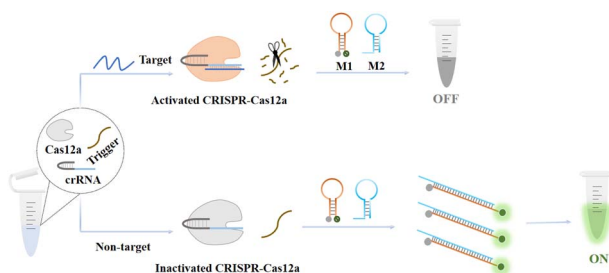 Target
Activated CRISPR-Cas12a
M1
M2
OFF
Cas12a
Trigger
crRNA
Non-target
Inactivated CRISPR-Cas12a
ON